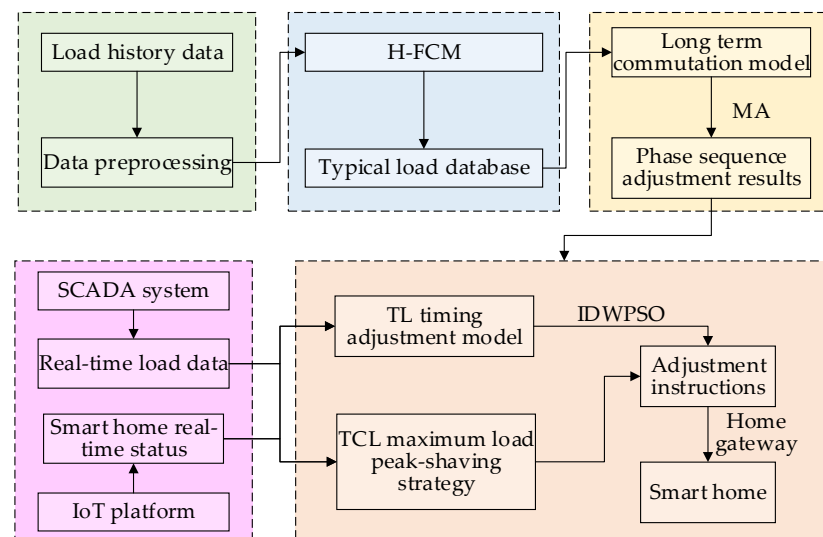 Load history data
Data preprocessing
H-FCM
Typical load database
Long term
commutation model
MA
Phase sequence
adjustment results
SCADA system
Real-time load data
Smart home real-
time status
IoT platform
TL timing
adjustment model
IDWPSO
TCL maximum load
peak-shaving
strategy
Adjustment
instructions
Home
gateway
Smart home